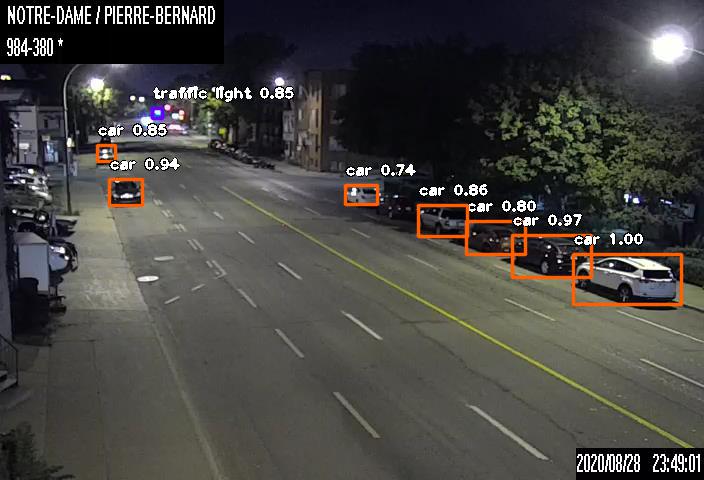 NOTRE-DAME / PIERRE-BERNARD
984-380 *
traffic light 0.85
car 0.85
car 0.94
car 0.74
car 0.86
car 0.80
car 0.97
car 1.00
2020/08/28 23:49:01